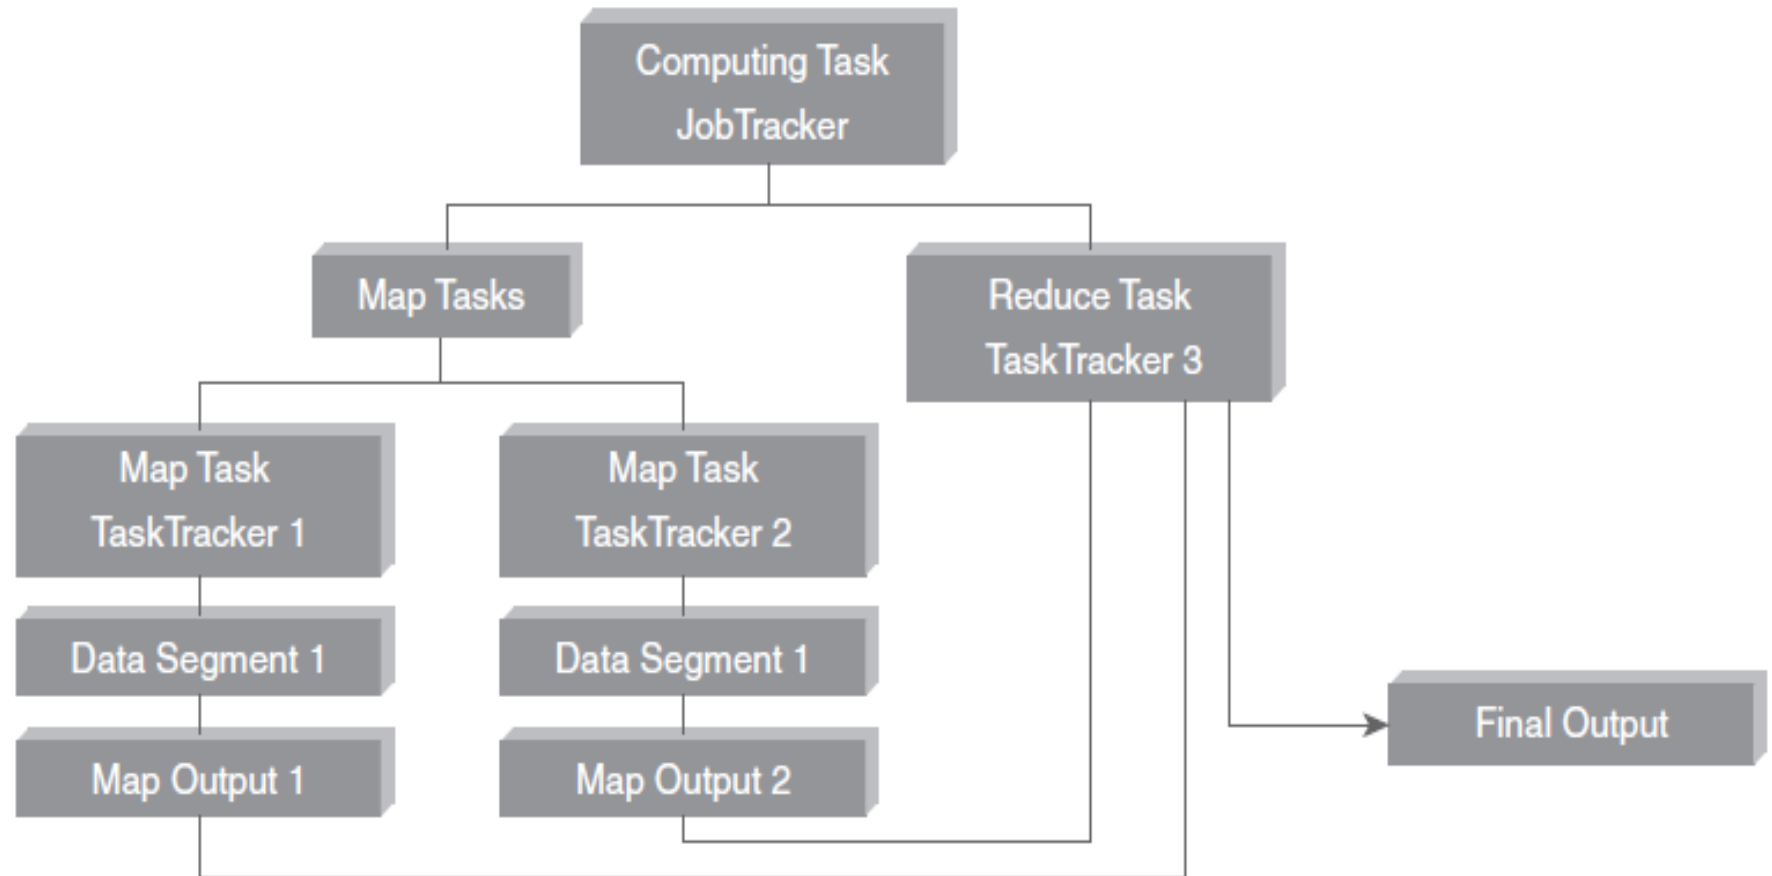 Computing Task
JobTracker
Map Tasks
Reduce Task
TaskTracker 3
Map Task
TaskTracker 1
Map Task
TaskTracker 2
Data Segment 1
Data Segment 1
Map Output 1
Map Output 2
Final Output